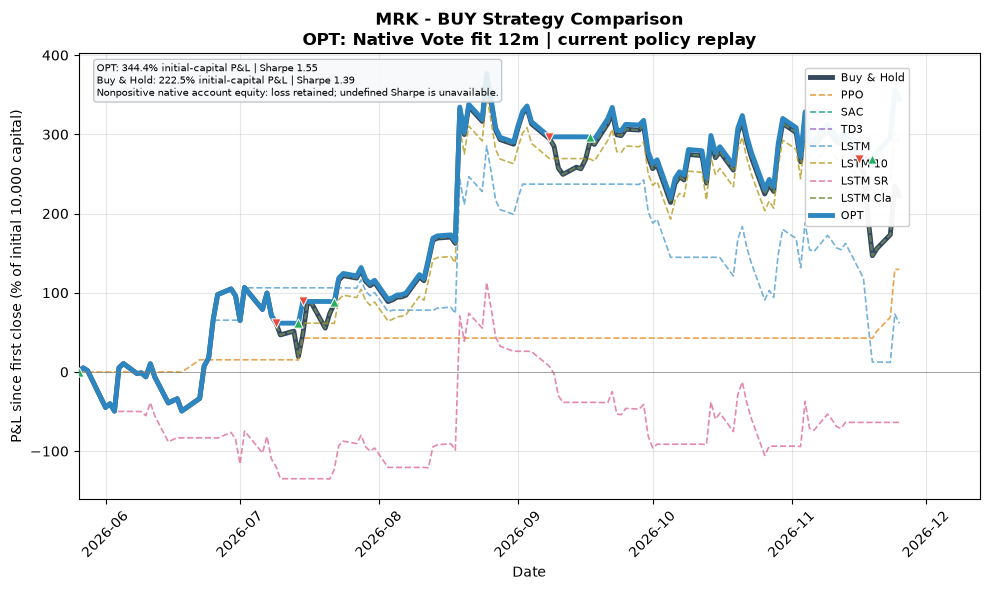 MRK - BUY Strategy Comparison
OPT: Native Vote fit 12m | current policy replay
OPT: 344.4% initial-capital P&L | Sharpe 1.55
Buy & Hold: 222.5% initial-capital P&L | Sharpe 1.39
Nonpositive native account equity: loss retained; undefined Sharpe is unavailable.
Buy & Hold
PPO
SAC
TD3
LSTM
LSTM 10
LSTM SR
LSTM Cla
OPT
P&L since first close (% of initial 10,000 capital)
400
300
200
100
0
−100
2026-06
2026-07
2026-08
2026-09
2026-10
2026-11
2026-12
Date